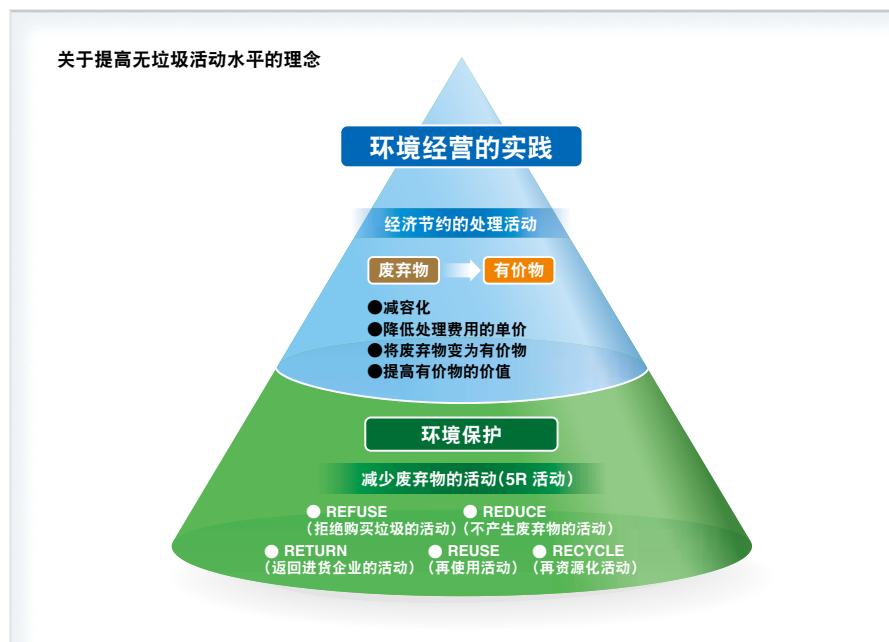 关于提高无垃圾活动水平的理念
环境经营的实践
经济节约的处理活动
废弃物 有价物
●减容化
●降低处理费用的单价
●将废弃物变为有价物
●提高有价物的价值
环境保护
减少废弃物的活动(5R 活动)
● REFUSE ● REDUCE
(拒绝购买垃圾的活动) (不产生废弃物的活动)
● RETURN ● REUSE ● RECYCLE
(返回进货企业的活动) (再使用活动) (再资源化活动)